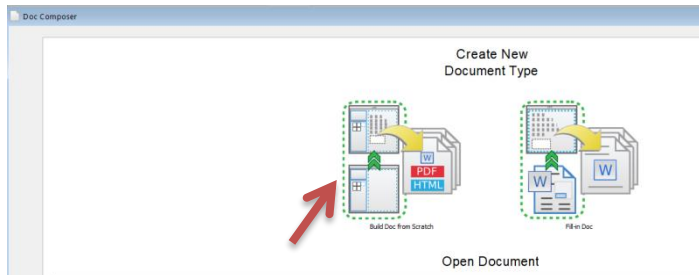 Doc Composer
Create New
Document Type
W
PDF
HTML
W
W
Build Doc from Scratch
Fill-in Doc
Open Document